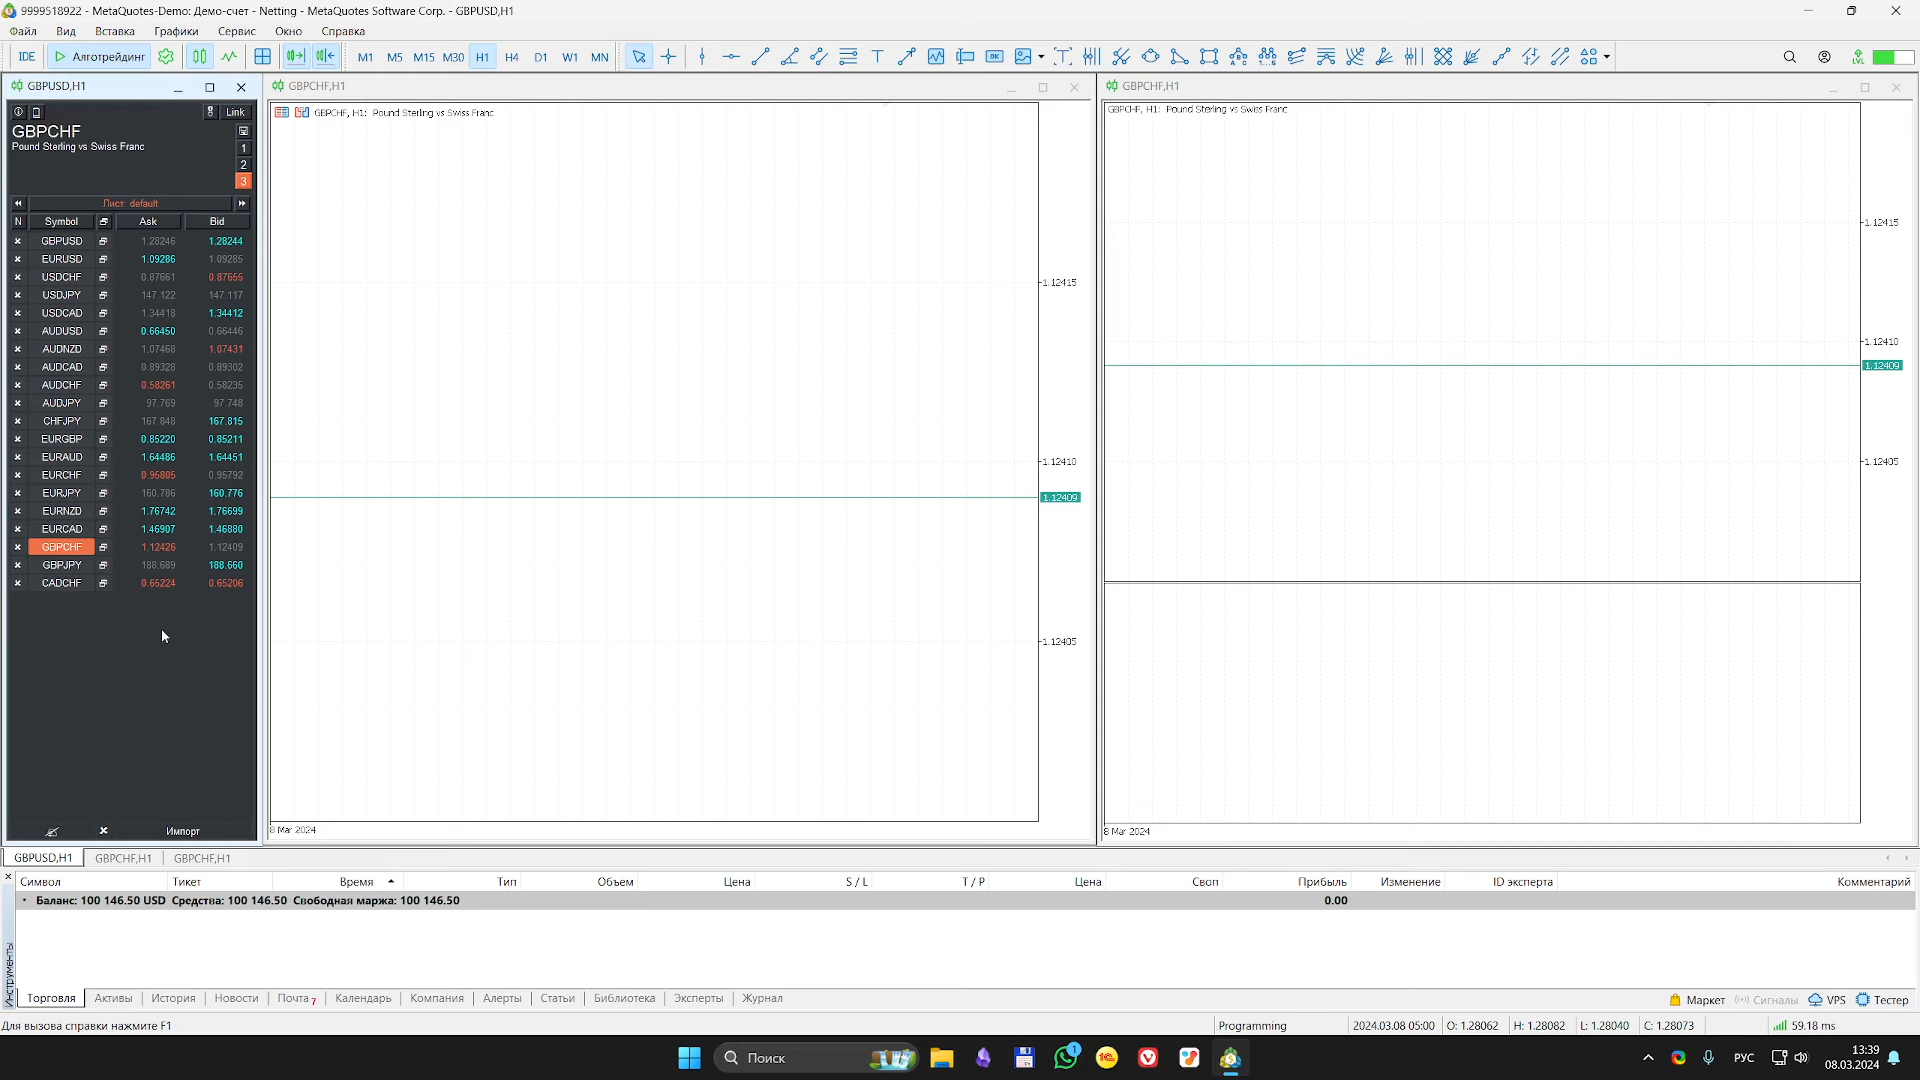 9999518922 - MetaQuotes-Demo: Демо-счет - Netting - MetaQuotes Software Corp. - GBPUSD,H1
Файл Вид Вставка Графики Сервис Окно Справка
IDE Алготрейдинг M1 M5 M15 M30 H1 H4 D1 W1 MN
GBPUSD,H1
Link
GBPCHF
Pound Sterling vs Swiss Franc
1
2
3
Лист: default
N Symbol Ask Bid
GBPUSD 1.28246 1.28244
EURUSD 1.09286 1.09285
USDCHF 0.87661 0.87655
USDJPY 147.122 147.117
USDCAD 1.34418 1.34412
AUDUSD 0.66450 0.66446
AUDNZD 1.07468 1.07431
AUDCAD 0.89328 0.89302
AUDCHF 0.58261 0.58235
AUDJPY 97.769 97.748
CHFJPY 167.848 167.815
EURGBP 0.85220 0.85211
EURAUD 1.64486 1.64451
EURCHF 0.95805 0.95792
EURJPY 160.786 160.776
EURNZD 1.76742 1.76699
EURCAD 1.46907 1.46880
GBPCHF 1.12426 1.12409
GBPJPY 188.689 188.660
CADCHF 0.65224 0.65206
Импорт
GBPCHF,H1
GBPCHF, H1: Pound Sterling vs Swiss Franc
1.12415
1.12410
1.12409
1.12405
8 Mar 2024
GBPCHF,H1
GBPCHF, H1: Pound Sterling vs Swiss Franc
1.12415
1.12410
1.12409
1.12405
8 Mar 2024
GBPUSD,H1 GBPCHF,H1 GBPCHF,H1
Символ Тикет Время Тип Объем Цена S / L T / P Цена Своп Прибыль Изменение ID эксперта Комментарий
Баланс: 100 146.50 USD Средства: 100 146.50 Свободная маржа: 100 146.50 0.00
Инструменты
Торговля Активы История Новости Почта 7 Календарь Компания Алерты Статьи Библиотека Эксперты Журнал
Маркет Сигналы VPS Тестер
Для вызова справки нажмите F1 Programming 2024.03.08 05:00 O: 1.28062 H: 1.28082 L: 1.28040 C: 1.28073 59.18 ms
Поиск 1 РУС 13:39
08.03.2024